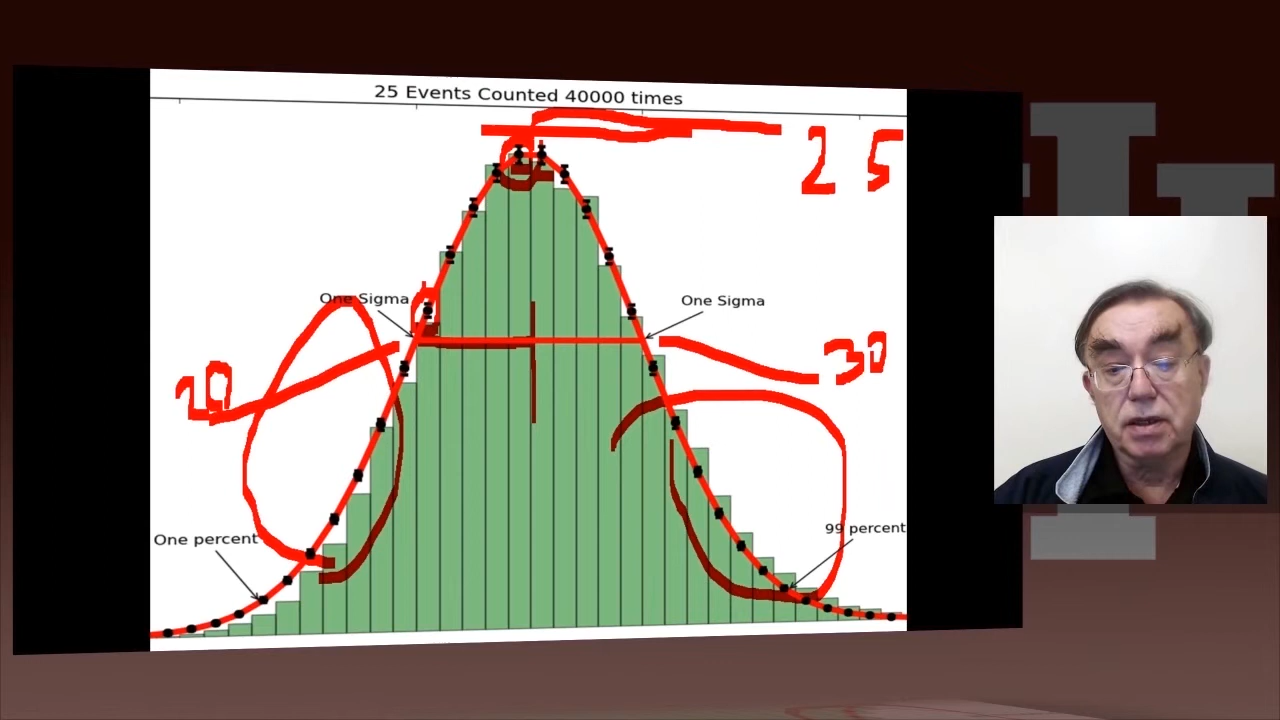 25 Events Counted 40000 times
25
One Sigma
One Sigma
20
30
One percent
99 percent